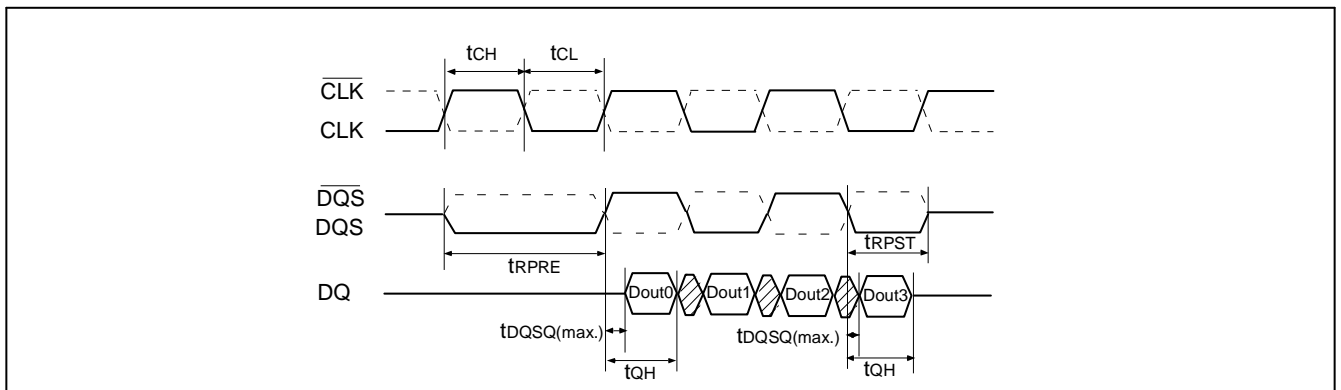 tCH tCL
CLK
CLK
DQS
DQS
tRPRE
tRPST
DQ
Dout0 Dout1 Dout2 Dout3
tDQSQ(max.) tDQSQ(max.)
tQH tQH